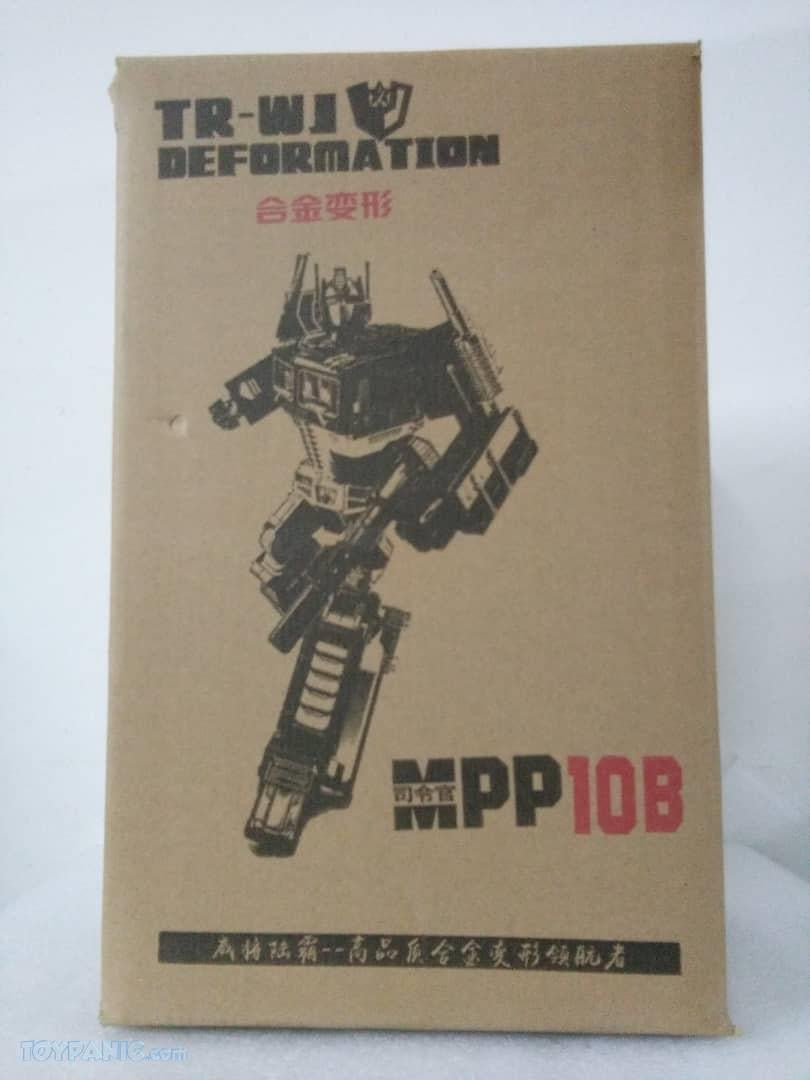 TR-WJ
DEFORMATION
合金变形
MPP10B
司令官
威将陆霸--高品质合金变形领航者
TOYPANIC.com